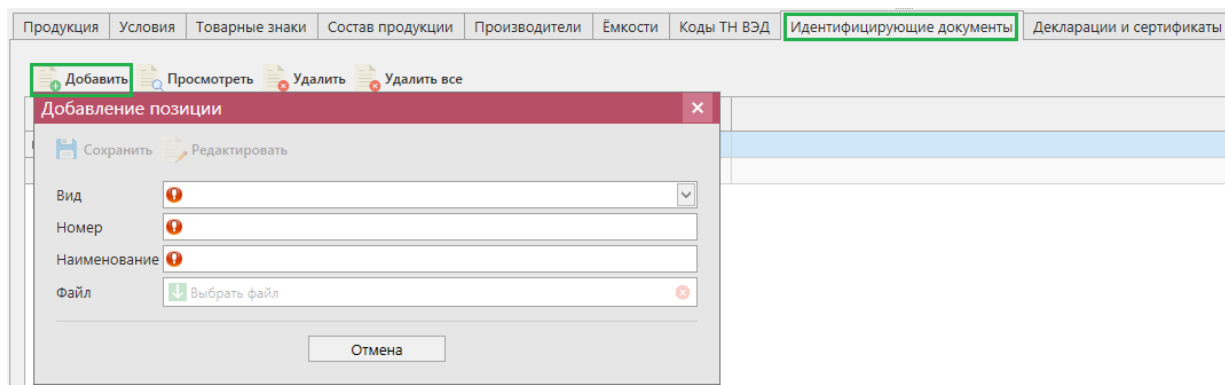 Продукция Условия Товарные знаки Состав продукции Производители Ёмкости Коды ТН ВЭД Идентифицирующие документы Декларации и сертификаты
Добавить Просмотреть Удалить Удалить все
Добавление позиции
Сохранить Редактировать
Вид
Номер
Наименование
Файл Выбрать файл
Отмена